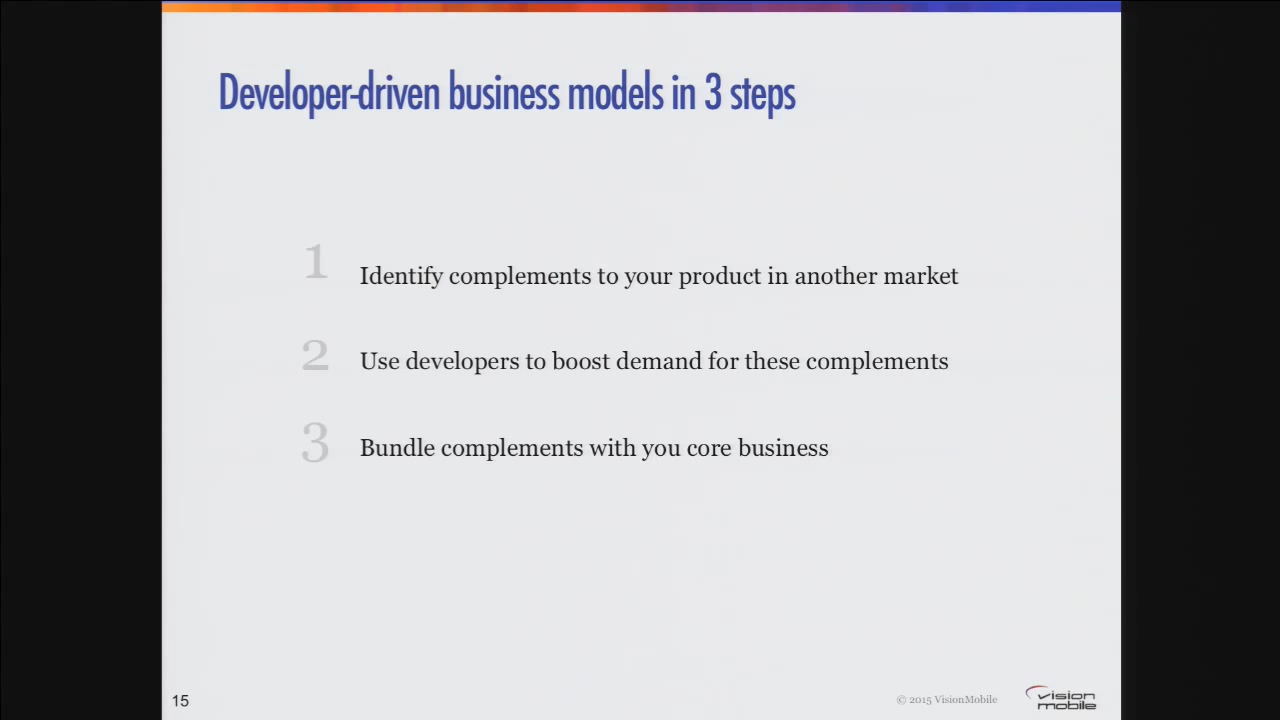 Developer-driven business models in 3 steps
1 Identify complements to your product in another market
2 Use developers to boost demand for these complements
3 Bundle complements with you core business
15
© 2015 VisionMobile
vision
mobile